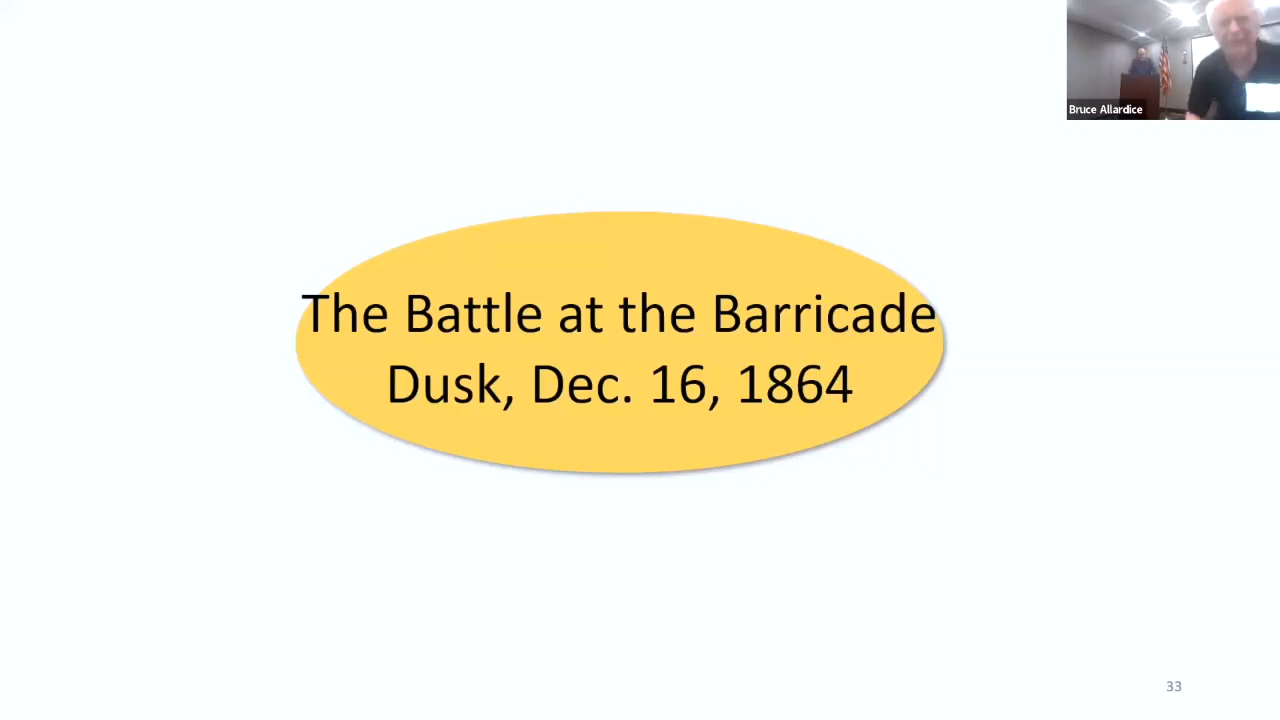 Bruce Allardice
The Battle at the Barricade
Dusk, Dec. 16, 1864
33